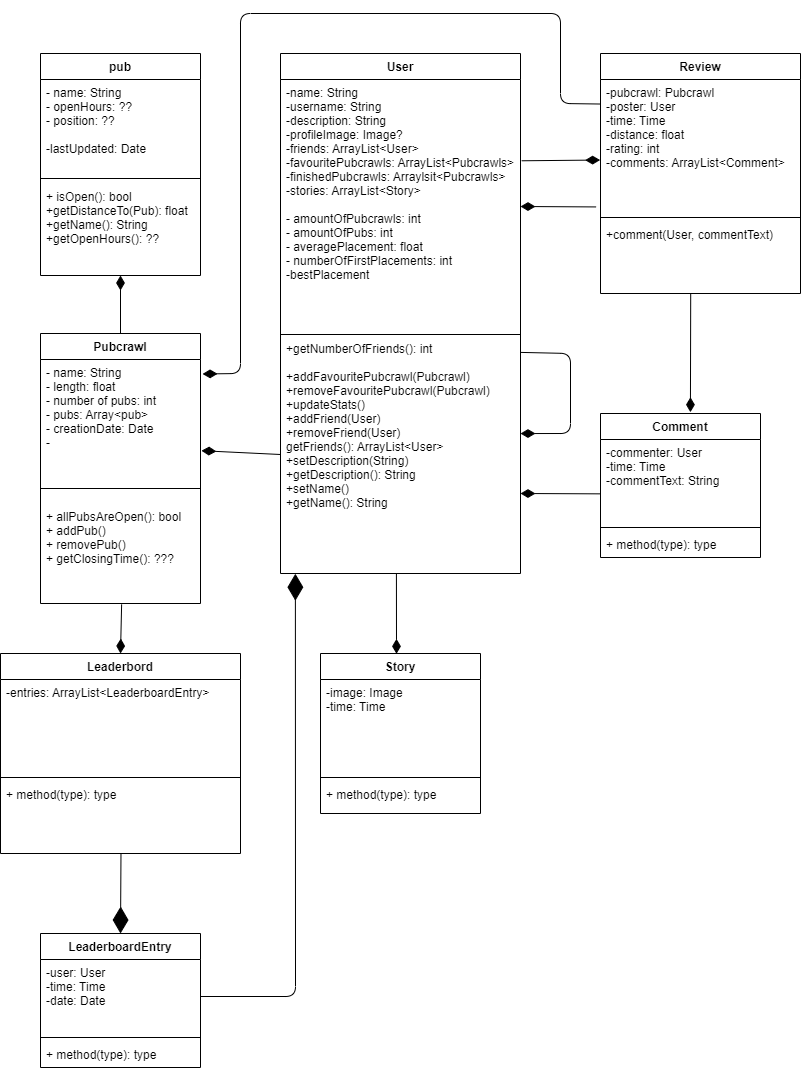 pub
- name: String
- openHours: ??
- position: ??
-lastUpdated: Date
+ isOpen(): bool
+getDistanceTo(Pub): float
+getName(): String
+getOpenHours(): ??
User
-name: String
-username: String
-description: String
-profileImage: Image?
-friends: ArrayList<User>
-favouritePubcrawls: ArrayList<Pubcrawls>
-finishedPubcrawls: Arraylsit<Pubcrawls>
-stories: ArrayList<Story>
- amountOfPubcrawls: int
- amountOfPubs: int
- averagePlacement: float
- numberOfFirstPlacements: int
-bestPlacement
+getNumberOfFriends(): int
+addFavouritePubcrawl(Pubcrawl)
+removeFavouritePubcrawl(Pubcrawl)
+updateStats()
+addFriend(User)
+removeFriend(User)
getFriends(): ArrayList<User>
+setDescription(String)
+getDescription(): String
+setName()
+getName(): String
Review
-pubcrawl: Pubcrawl
-poster: User
-time: Time
-distance: float
-rating: int
-comments: ArrayList<Comment>
+comment(User, commentText)
Pubcrawl
- name: String
- length: float
- number of pubs: int
- pubs: Array<pub>
- creationDate: Date
-
+ allPubsAreOpen(): bool
+ addPub()
+ removePub()
+ getClosingTime(): ???
Comment
-commenter: User
-time: Time
-commentText: String
+ method(type): type
Leaderbord
-entries: ArrayList<LeaderboardEntry>
+ method(type): type
Story
-image: Image
-time: Time
+ method(type): type
LeaderboardEntry
-user: User
-time: Time
-date: Date
+ method(type): type